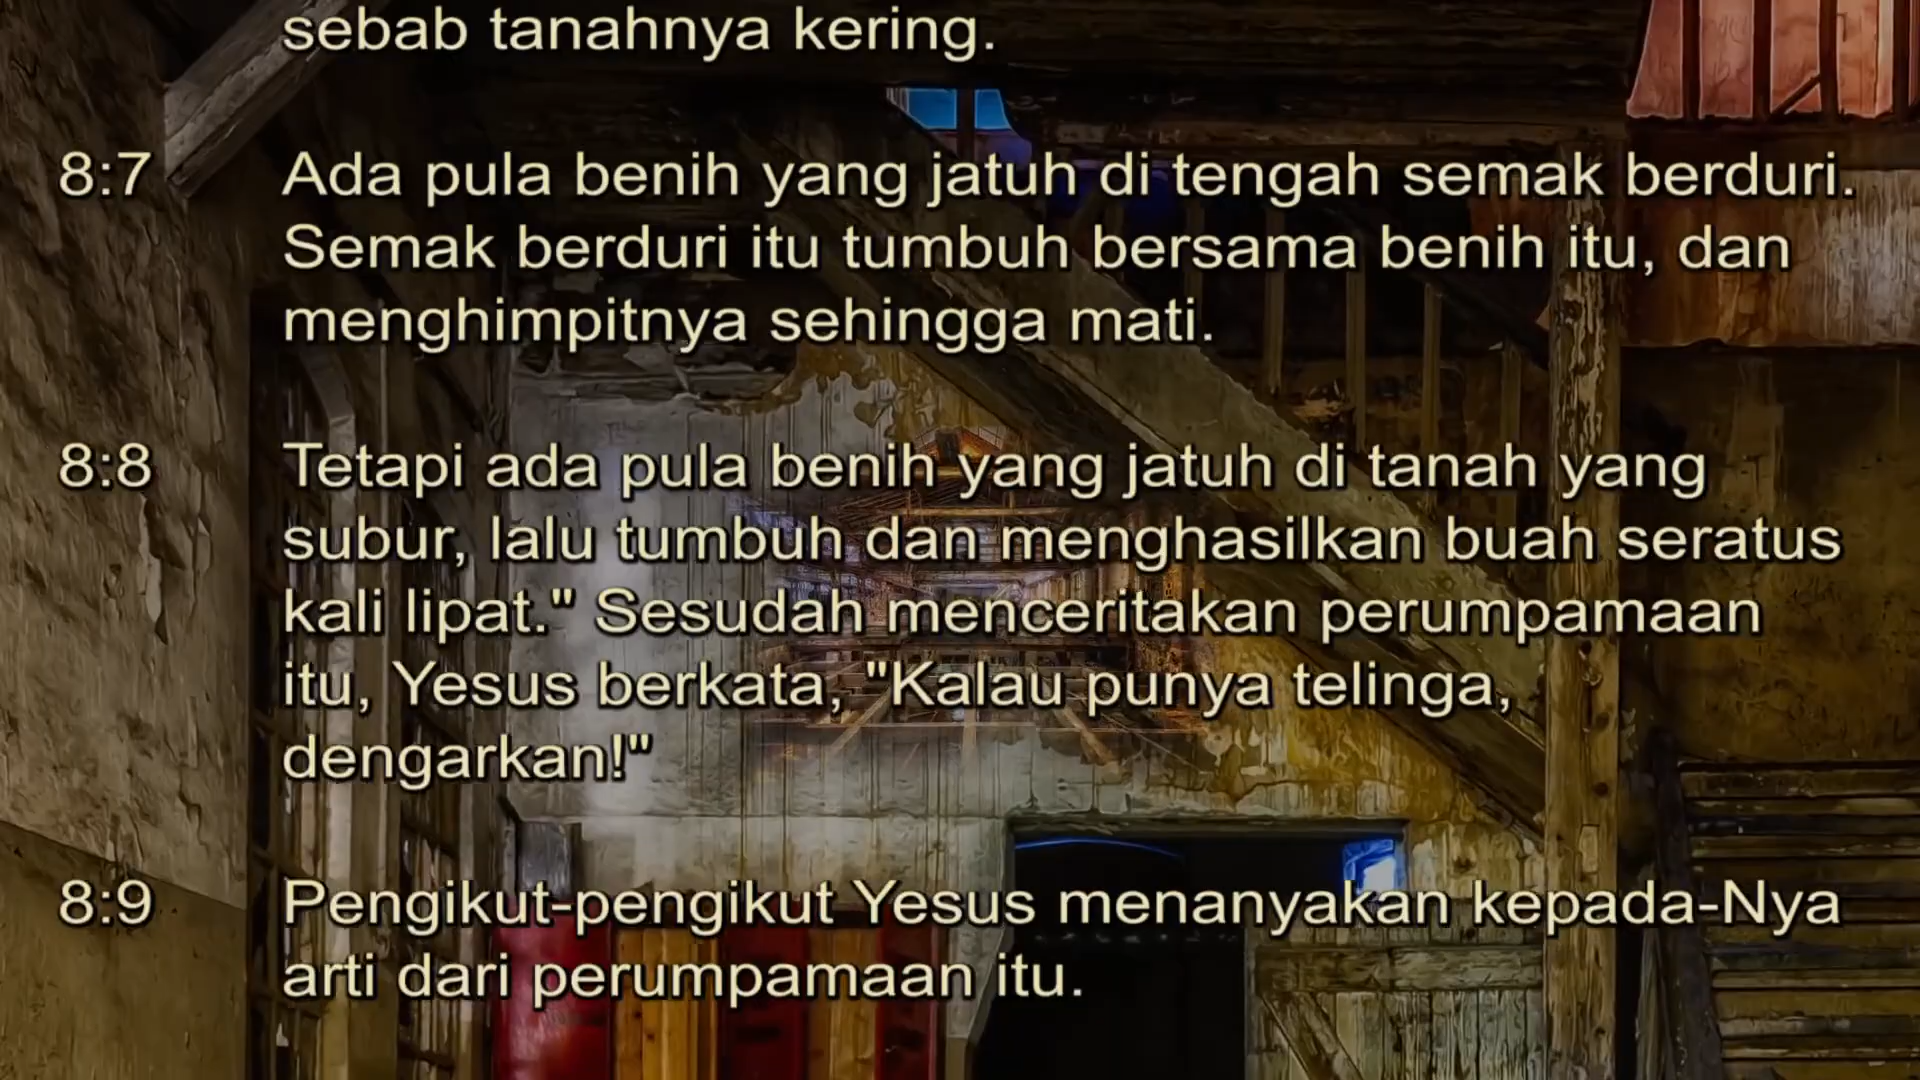 sebab tanahnya kering.
8:7 Ada pula benih yang jatuh di tengah semak berduri.
Semak berduri itu tumbuh bersama benih itu, dan
menghimpitnya sehingga mati.
8:8 Tetapi ada pula benih yang jatuh di tanah yang
subur, lalu tumbuh dan menghasilkan buah seratus
kali lipat." Sesudah menceritakan perumpamaan
itu, Yesus berkata, "Kalau punya telinga,
dengarkan!"
8:9 Pengikut-pengikut Yesus menanyakan kepada-Nya
arti dari perumpamaan itu.